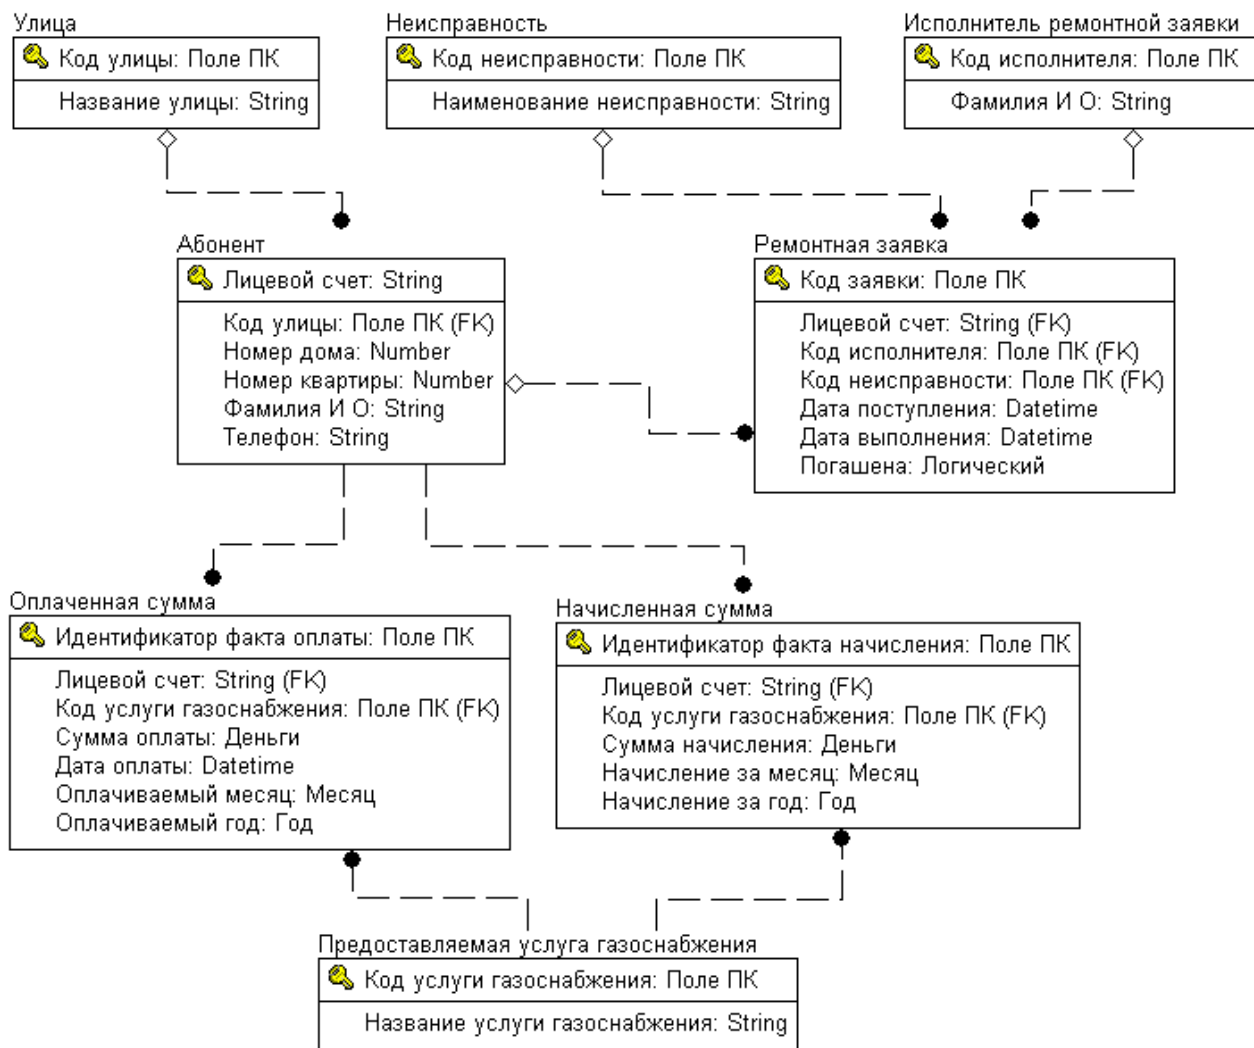 Улица
Код улицы: Поле ПК
Название улицы: String
Неисправность
Код неисправности: Поле ПК
Наименование неисправности: String
Исполнитель ремонтной заявки
Код исполнителя: Поле ПК
Фамилия И О: String
Абонент
Лицевой счет: String
Код улицы: Поле ПК (FK)
Номер дома: Number
Номер квартиры: Number
Фамилия И О: String
Телефон: String
Ремонтная заявка
Код заявки: Поле ПК
Лицевой счет: String (FK)
Код исполнителя: Поле ПК (FK)
Код неисправности: Поле ПК (FK)
Дата поступления: Datetime
Дата выполнения: Datetime
Погашена: Логический
Оплаченная сумма
Идентификатор факта оплаты: Поле ПК
Лицевой счет: String (FK)
Код услуги газоснабжения: Поле ПК (FK)
Сумма оплаты: Деньги
Дата оплаты: Datetime
Оплачиваемый месяц: Месяц
Оплачиваемый год: Год
Начисленная сумма
Идентификатор факта начисления: Поле ПК
Лицевой счет: String (FK)
Код услуги газоснабжения: Поле ПК (FK)
Сумма начисления: Деньги
Начисление за месяц: Месяц
Начисление за год: Год
Предоставляемая услуга газоснабжения
Код услуги газоснабжения: Поле ПК
Название услуги газоснабжения: String